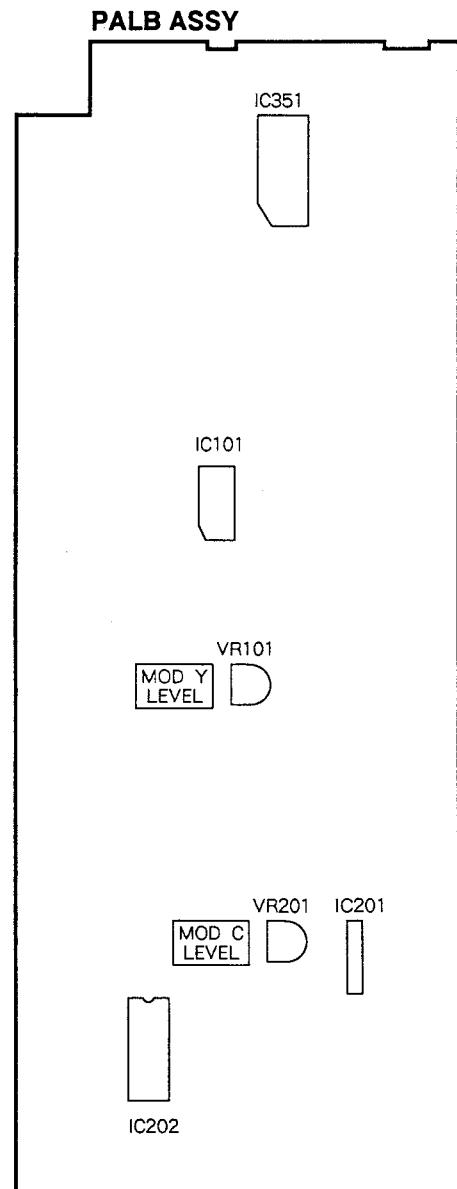 PALB ASSY
IC351
IC101
VR101
MOD Y
LEVEL
VR201
IC201
MOD C
LEVEL
IC202